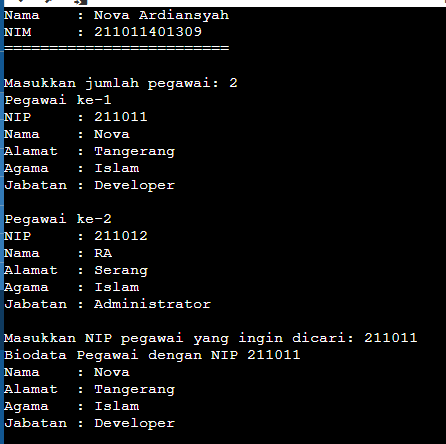 Nama    : Nova Ardiansyah
NIM     : 211011401309
=========================
Masukkan jumlah pegawai: 2
Pegawai ke-1
NIP     : 211011
Nama    : Nova
Alamat  : Tangerang
Agama   : Islam
Jabatan : Developer
Pegawai ke-2
NIP     : 211012
Nama    : RA
Alamat  : Serang
Agama   : Islam
Jabatan : Administrator
Masukkan NIP pegawai yang ingin dicari: 211011
Biodata Pegawai dengan NIP 211011
Nama    : Nova
Alamat  : Tangerang
Agama   : Islam
Jabatan : Developer